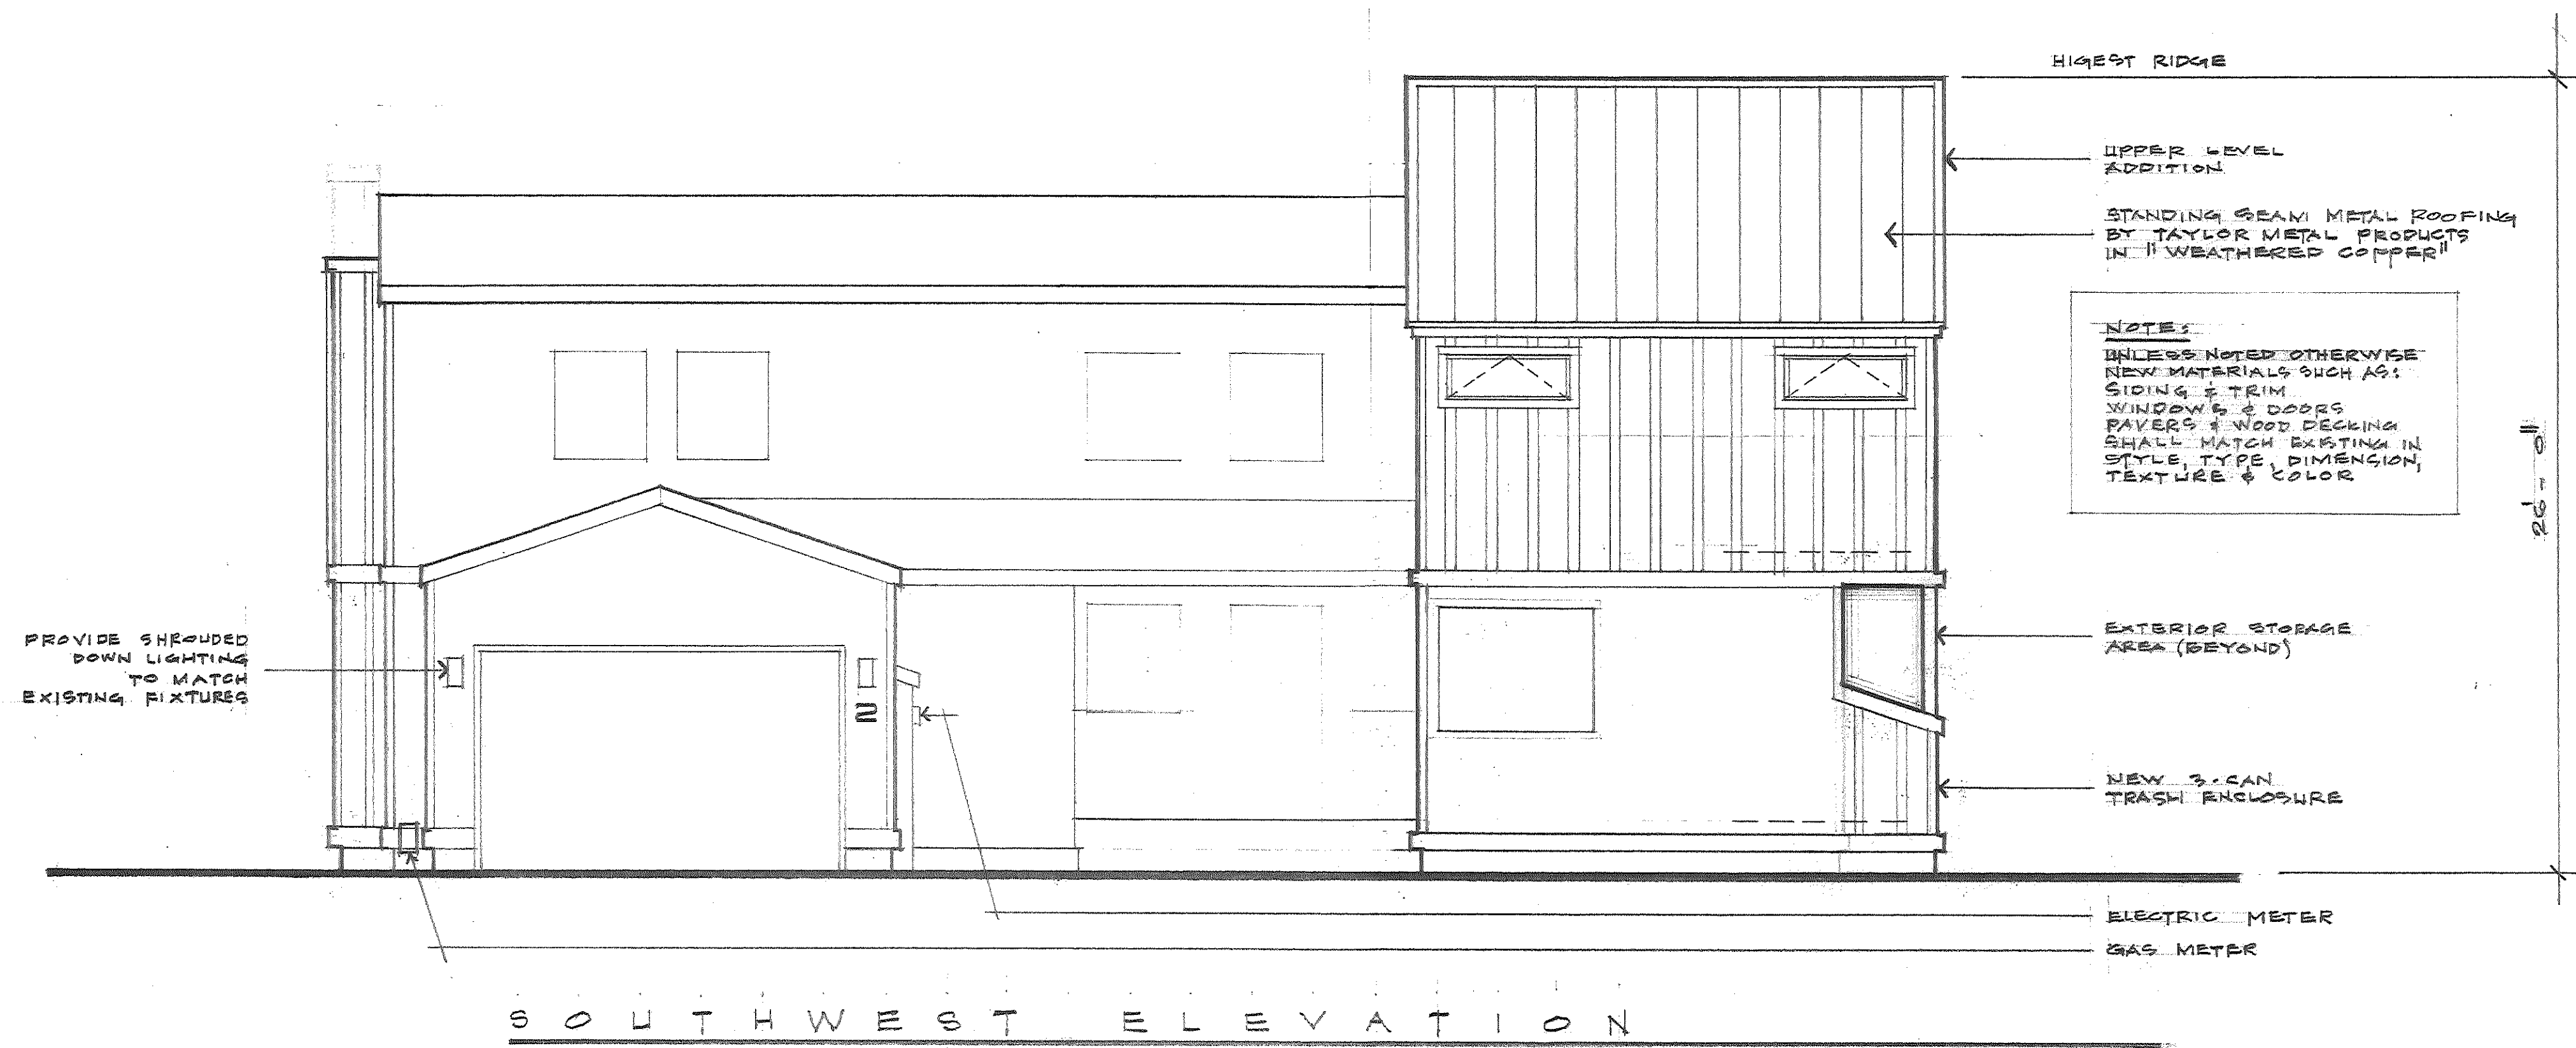 HIGEST RIDGE
UPPER LEVEL
ADDITION
STANDING SEAM METAL ROOFING
BY TAYLOR METAL PRODUCTS
IN "WEATHERED COPPER"
NOTE:
UNLESS NOTED OTHERWISE
NEW MATERIALS SUCH AS:
SIDING & TRIM
WINDOWS & DOORS
PAVERS & WOOD DECKING
SHALL MATCH EXISTING IN
STYLE, TYPE, DIMENSION,
TEXTURE & COLOR
26'-0"
PROVIDE SHROUDED
DOWN LIGHTING
TO MATCH
EXISTING FIXTURES
2
EXTERIOR STORAGE
AREA (BEYOND)
NEW 3-CAN
TRASH ENCLOSURE
ELECTRIC METER
GAS METER
SOUTHWEST ELEVATION